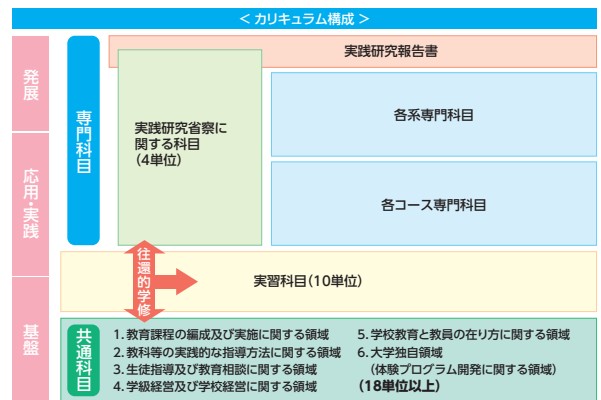 < カリキュラム構成 >
発展
応用・実践
基盤
専門科目
実践研究報告書
実践研究省察に
関する科目
（4単位）
各系専門科目
各コース専門科目
往還的学修
実習科目（10単位）
共通科目
1. 教育課程の編成及び実施に関する領域
2. 教科等の実践的な指導方法に関する領域
3. 生徒指導及び教育相談に関する領域
4. 学級経営及び学校経営に関する領域
5. 学校教育と教員の在り方に関する領域
6. 大学独自領域
（体験プログラム開発に関する領域）
（18単位以上）